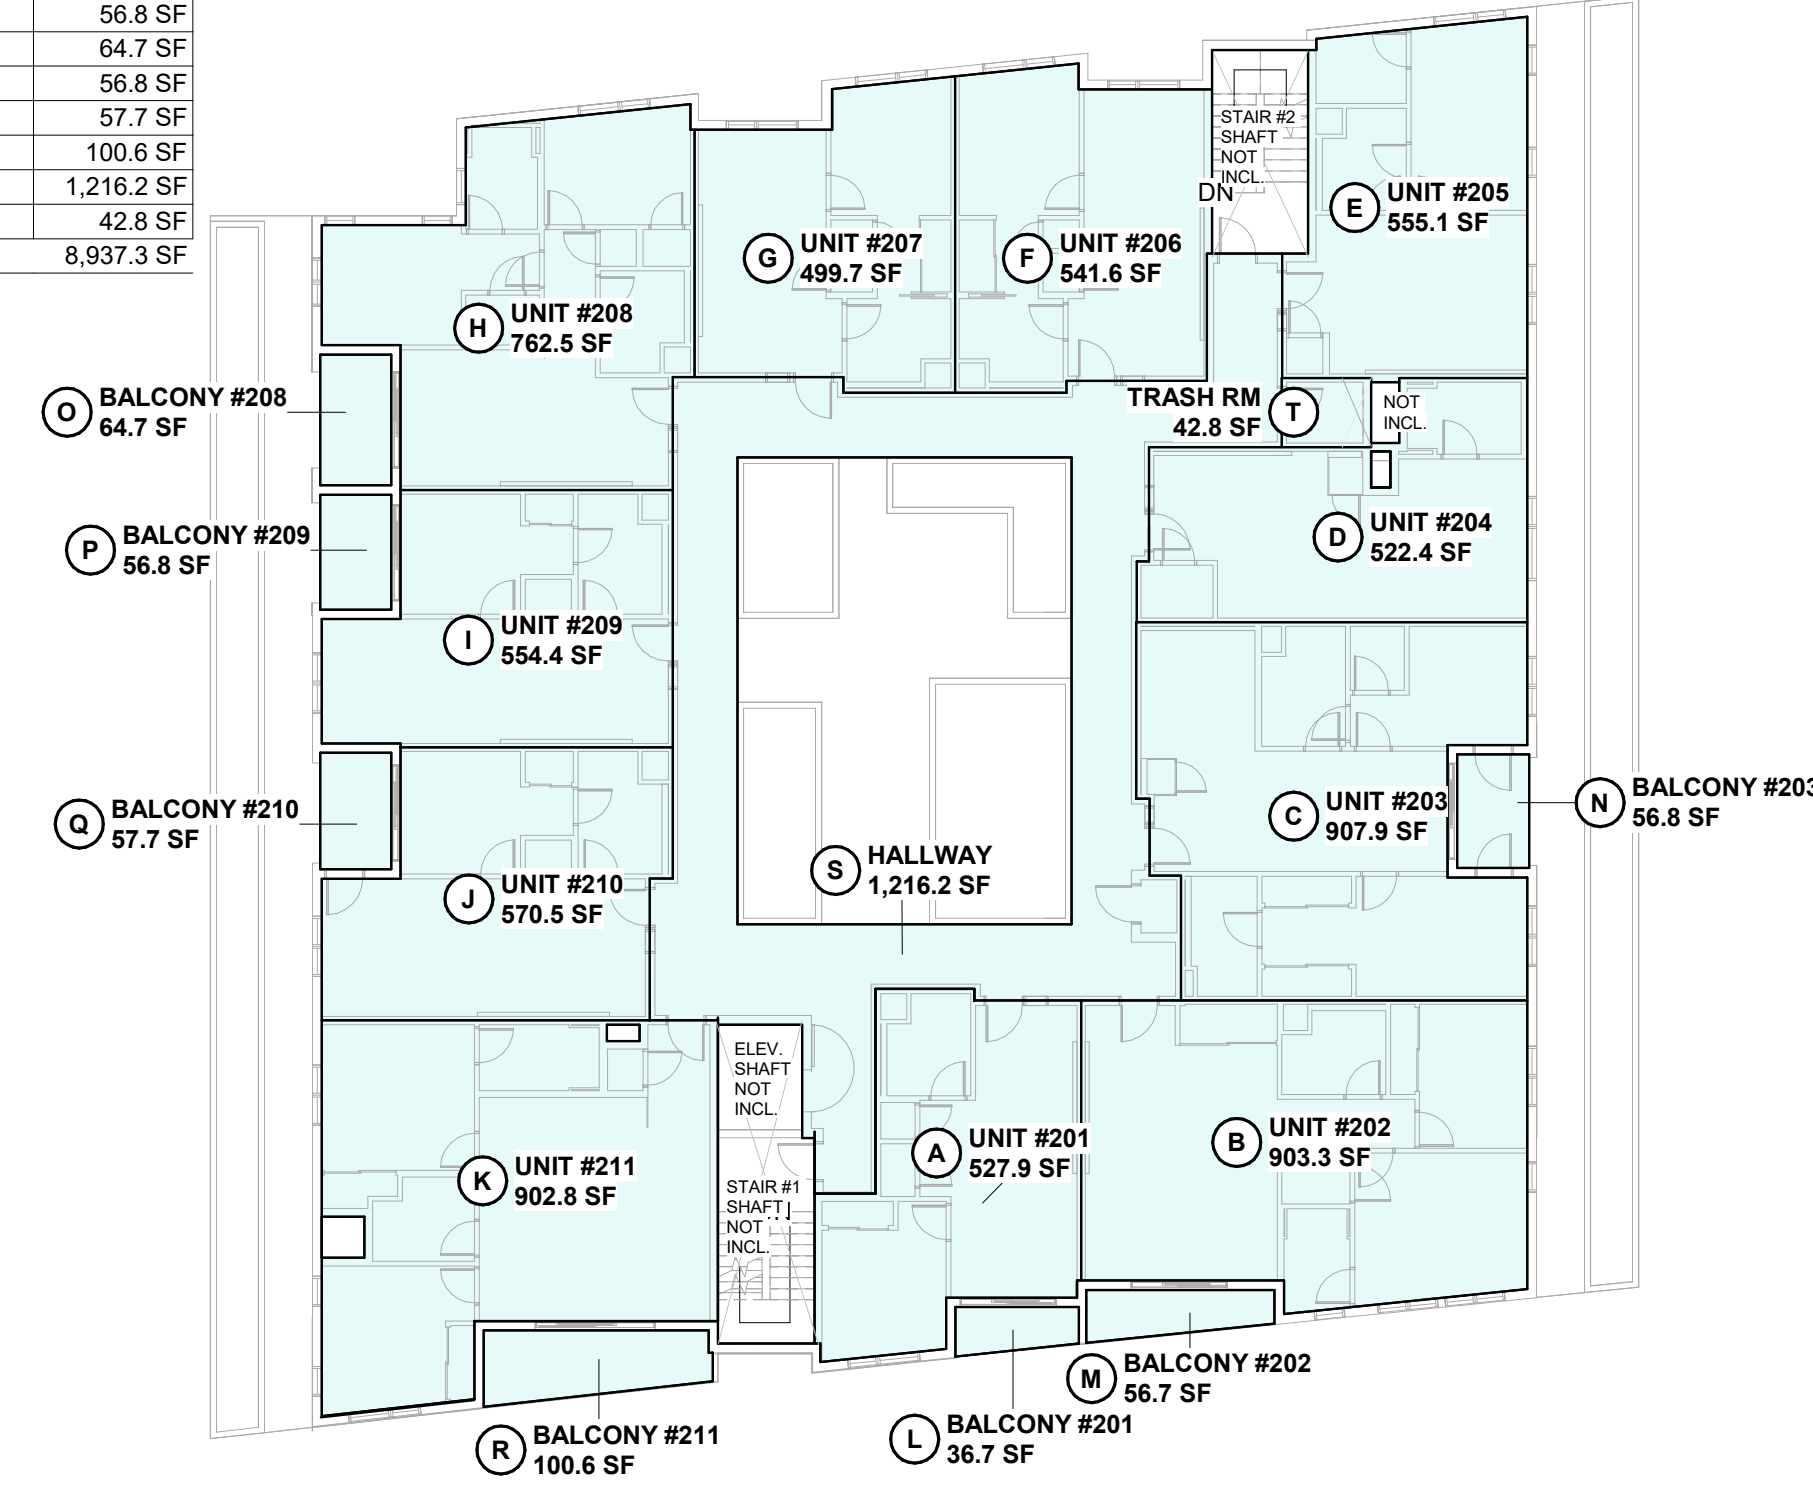 56.8 SF
64.7 SF
56.8 SF
57.7 SF
100.6 SF
1,216.2 SF
42.8 SF
8,937.3 SF
STAIR #2
SHAFT
NOT
INCL.
DN
E UNIT #205
555.1 SF
G UNIT #207
499.7 SF
F UNIT #206
541.6 SF
H UNIT #208
762.5 SF
O BALCONY #208
64.7 SF
TRASH RM T
42.8 SF
NOT
INCL.
P BALCONY #209
56.8 SF
D UNIT #204
522.4 SF
I UNIT #209
554.4 SF
Q BALCONY #210
57.7 SF
C UNIT #203
907.9 SF
N BALCONY #203
56.8 SF
S HALLWAY
1,216.2 SF
J UNIT #210
570.5 SF
ELEV.
SHAFT
NOT
INCL.
A UNIT #201
527.9 SF
B UNIT #202
903.3 SF
K UNIT #211
902.8 SF
STAIR #1
SHAFT
NOT
INCL.
M BALCONY #202
56.7 SF
L BALCONY #201
36.7 SF
R BALCONY #211
100.6 SF